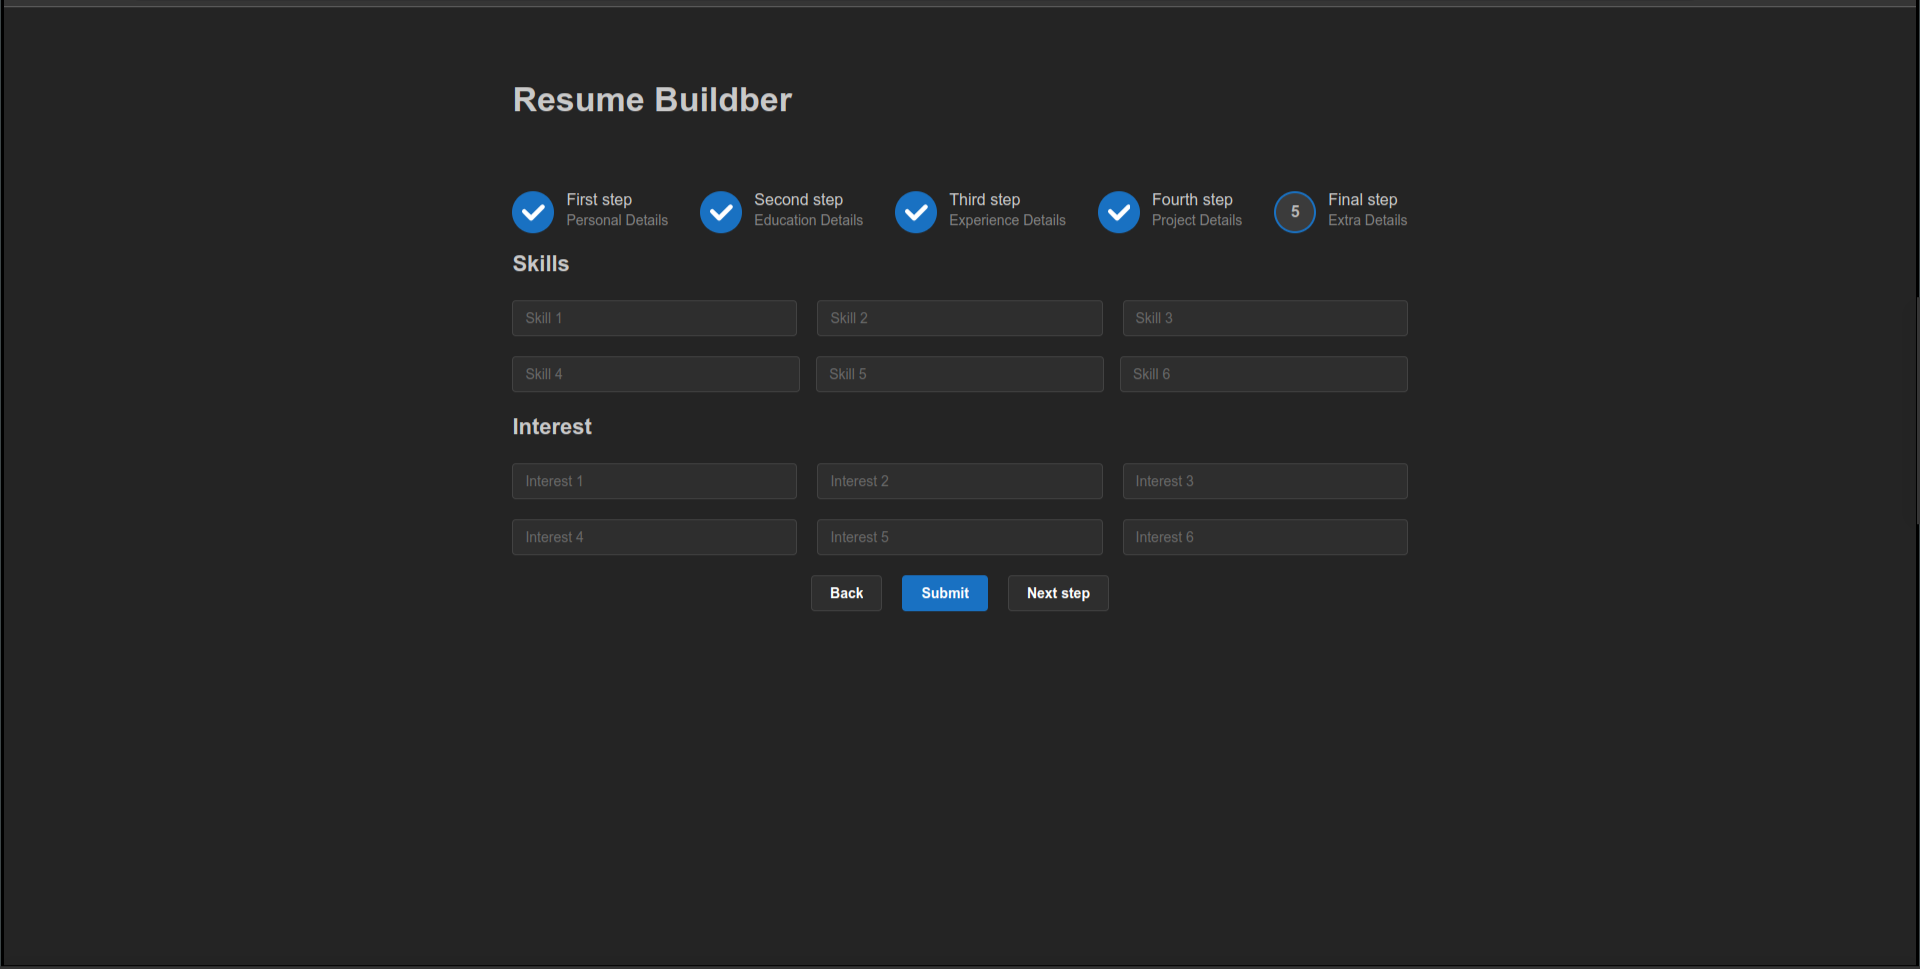 Resume Buildber
First step
Personal Details
Second step
Education Details
Third step
Experience Details
Fourth step
Project Details
5
Final step
Extra Details
Skills
Skill 1
Skill 2
Skill 3
Skill 4
Skill 5
Skill 6
Interest
Interest 1
Interest 2
Interest 3
Interest 4
Interest 5
Interest 6
Back
Submit
Next step